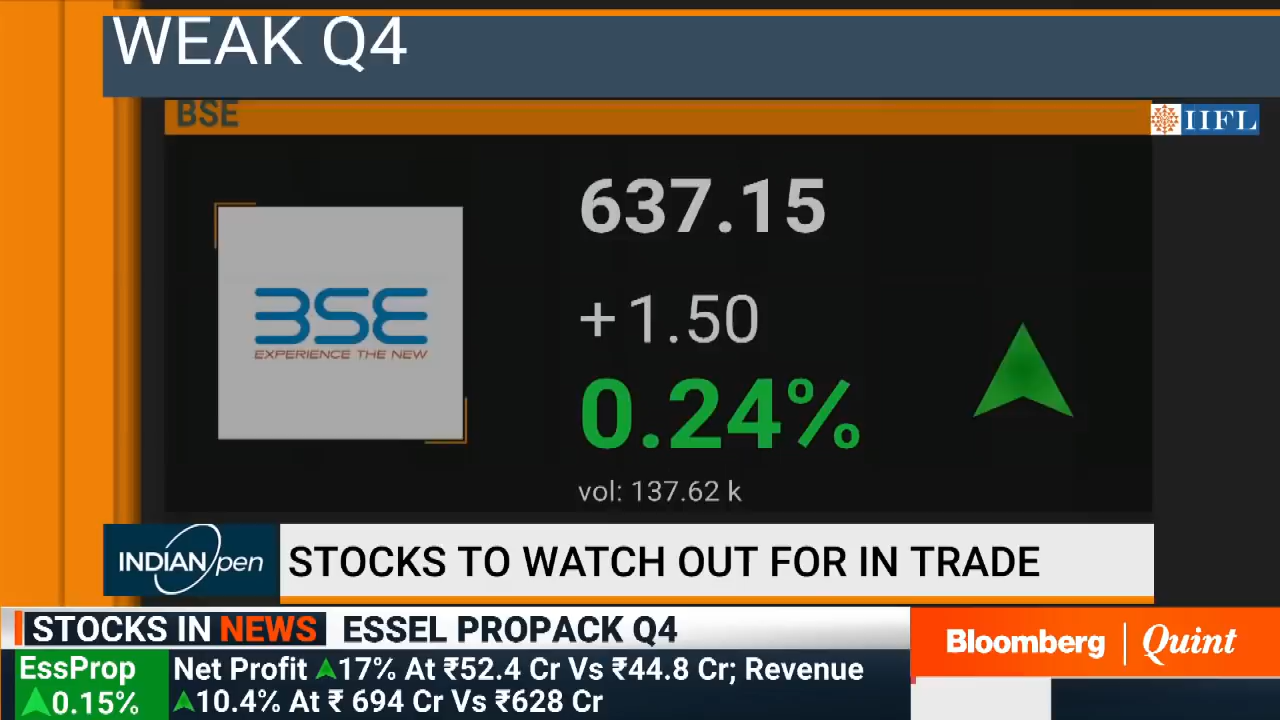 WEAK Q4
BSE
IIFL
637.15
BSE
EXPERIENCE THE NEW
+1.50
0.24%
vol: 137.62 k
INDIAN Open
STOCKS TO WATCH OUT FOR IN TRADE
STOCKS IN NEWS ESSEL PROPACK Q4
Bloomberg | Quint
EssProp
▲0.15%
Net Profit ▲17% At ₹52.4 Cr Vs ₹44.8 Cr; Revenue
▲10.4% At ₹ 694 Cr Vs ₹628 Cr